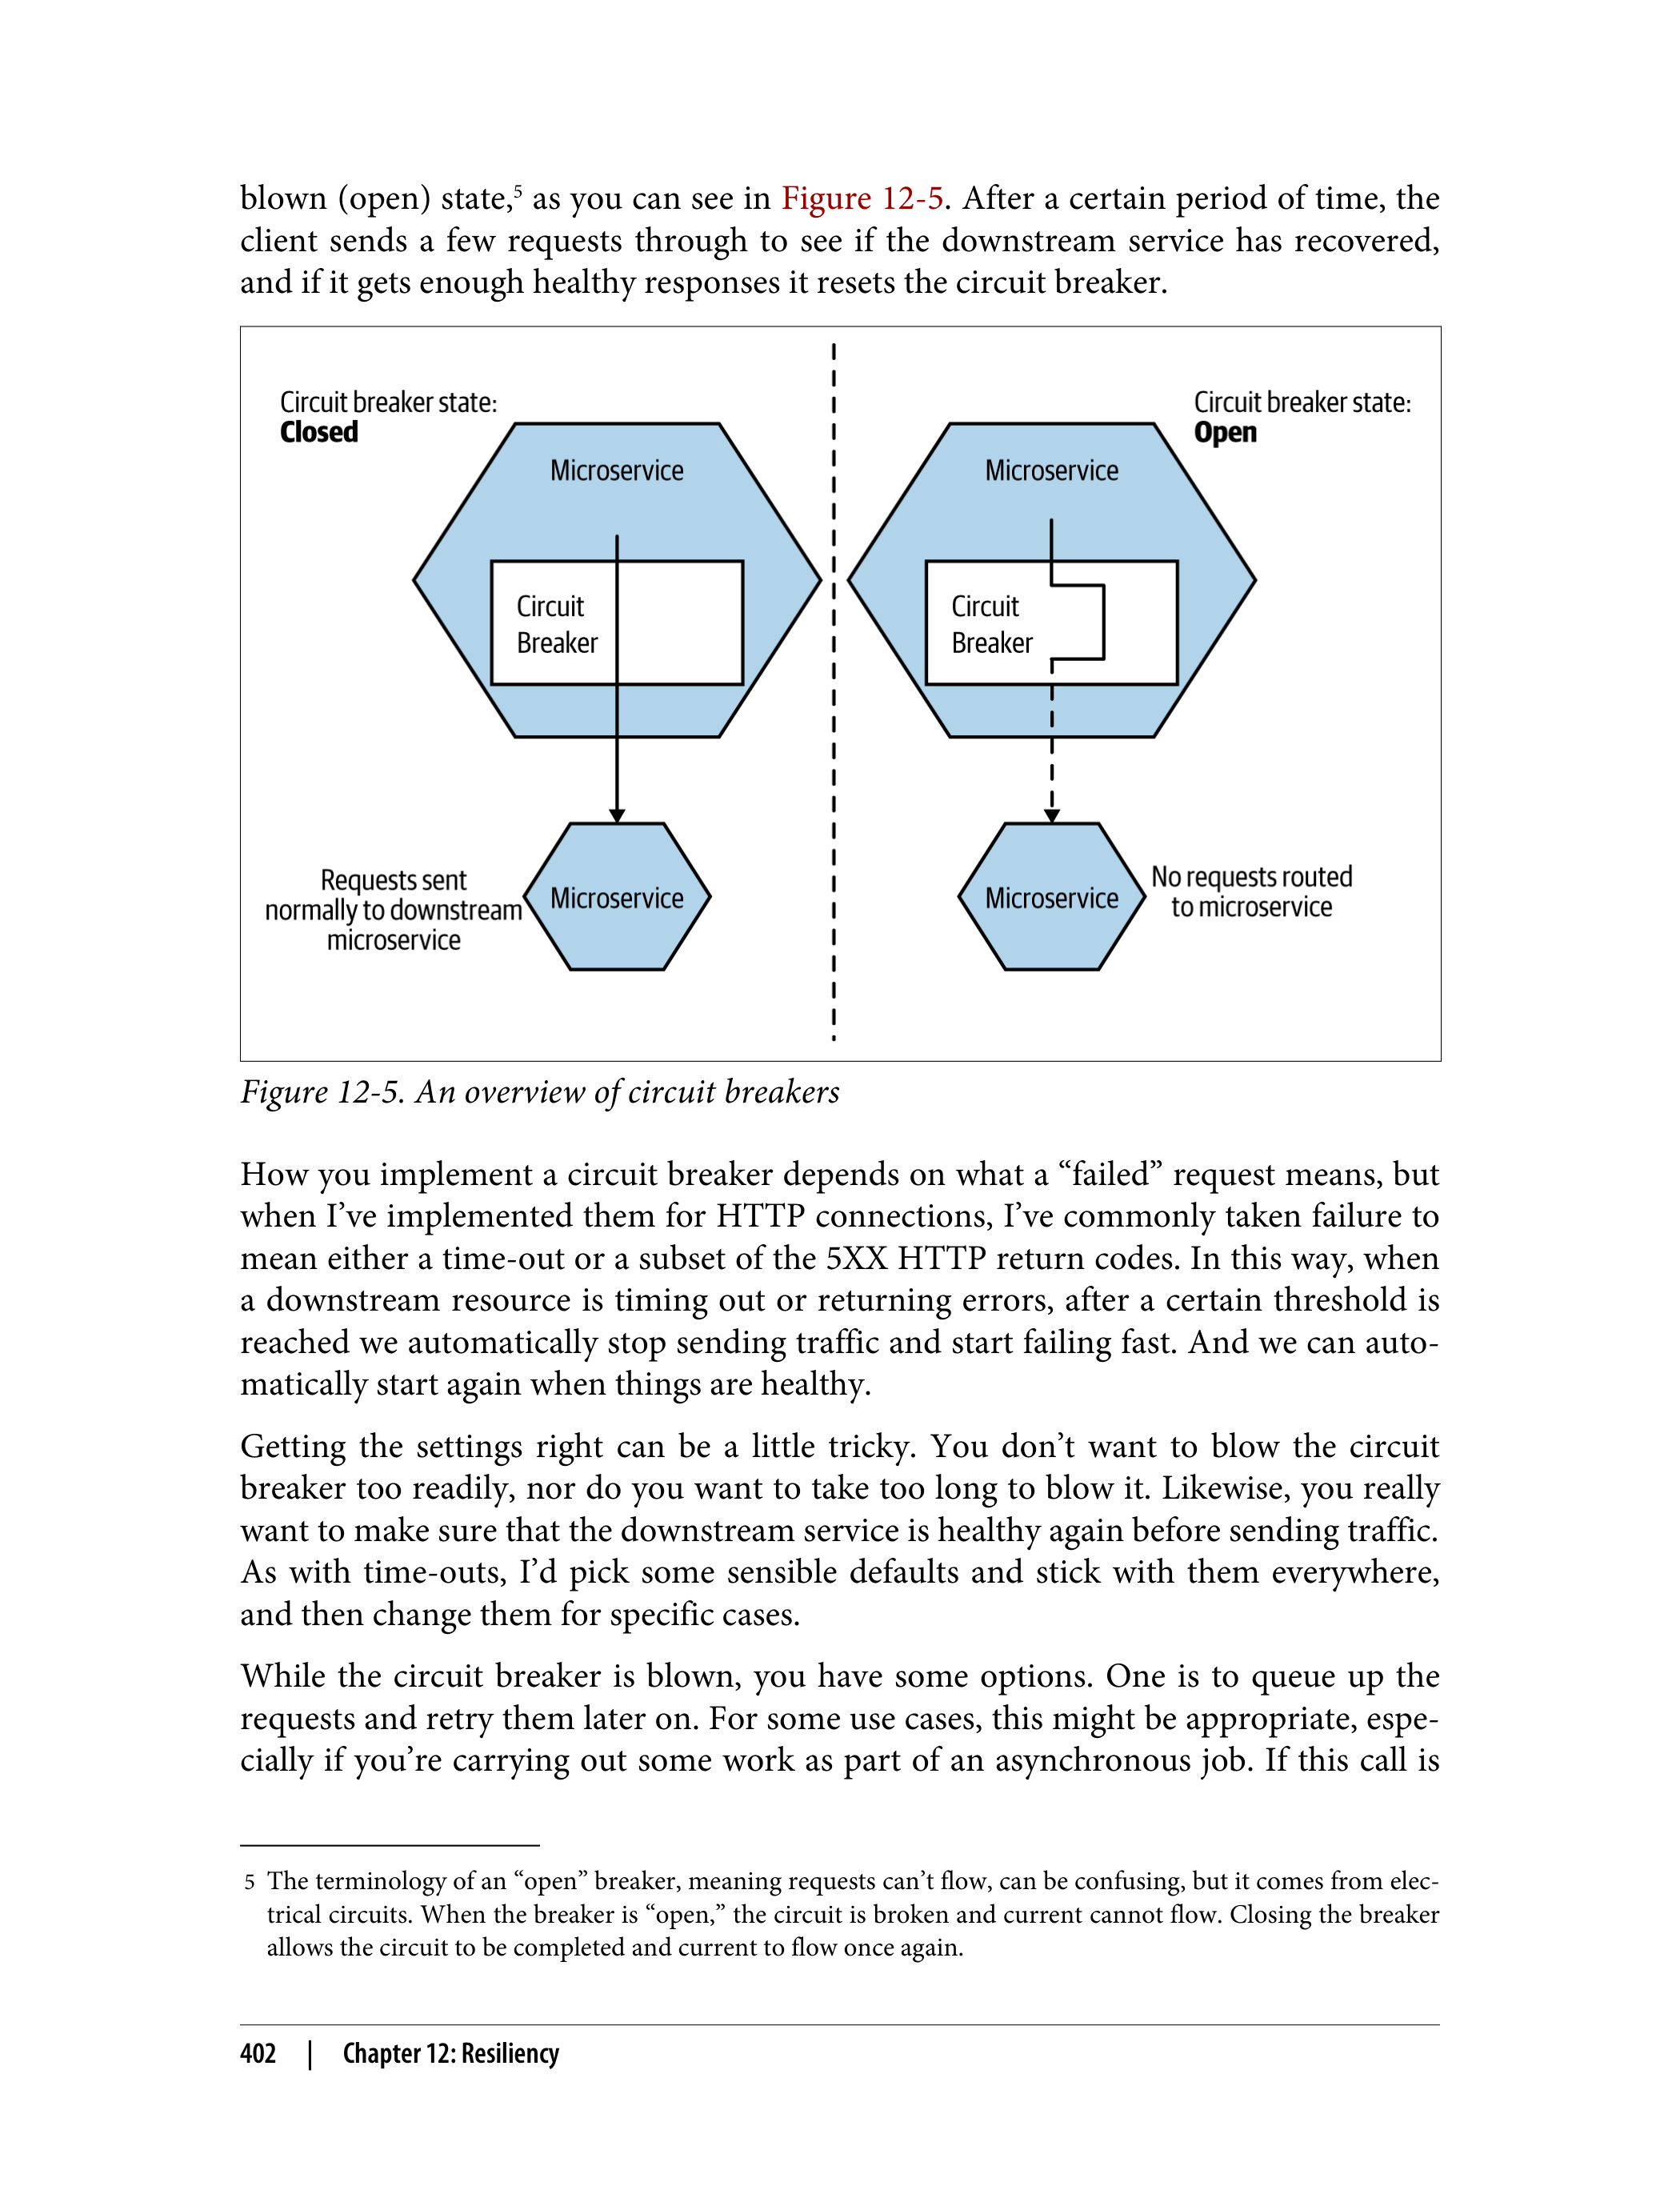 blown (open) state,5 as you can see in Figure 12-5. After a certain period of time, the
client sends a few requests through to see if the downstream service has recovered,
and if it gets enough healthy responses it resets the circuit breaker.
Circuit breaker state:
Closed
Microservice
Circuit
Breaker
Requests sent
normally to downstream
microservice
Microservice
Circuit breaker state:
Open
Microservice
Circuit
Breaker
Microservice
No requests routed
to microservice
Figure 12-5. An overview of circuit breakers
How you implement a circuit breaker depends on what a “failed” request means, but
when I’ve implemented them for HTTP connections, I’ve commonly taken failure to
mean either a time-out or a subset of the 5XX HTTP return codes. In this way, when
a downstream resource is timing out or returning errors, after a certain threshold is
reached we automatically stop sending traffic and start failing fast. And we can auto-
matically start again when things are healthy.
Getting the settings right can be a little tricky. You don’t want to blow the circuit
breaker too readily, nor do you want to take too long to blow it. Likewise, you really
want to make sure that the downstream service is healthy again before sending traffic.
As with time-outs, I’d pick some sensible defaults and stick with them everywhere,
and then change them for specific cases.
While the circuit breaker is blown, you have some options. One is to queue up the
requests and retry them later on. For some use cases, this might be appropriate, espe-
cially if you’re carrying out some work as part of an asynchronous job. If this call is
5 The terminology of an “open” breaker, meaning requests can’t flow, can be confusing, but it comes from elec-
trical circuits. When the breaker is “open,” the circuit is broken and current cannot flow. Closing the breaker
allows the circuit to be completed and current to flow once again.
402 | Chapter 12: Resiliency